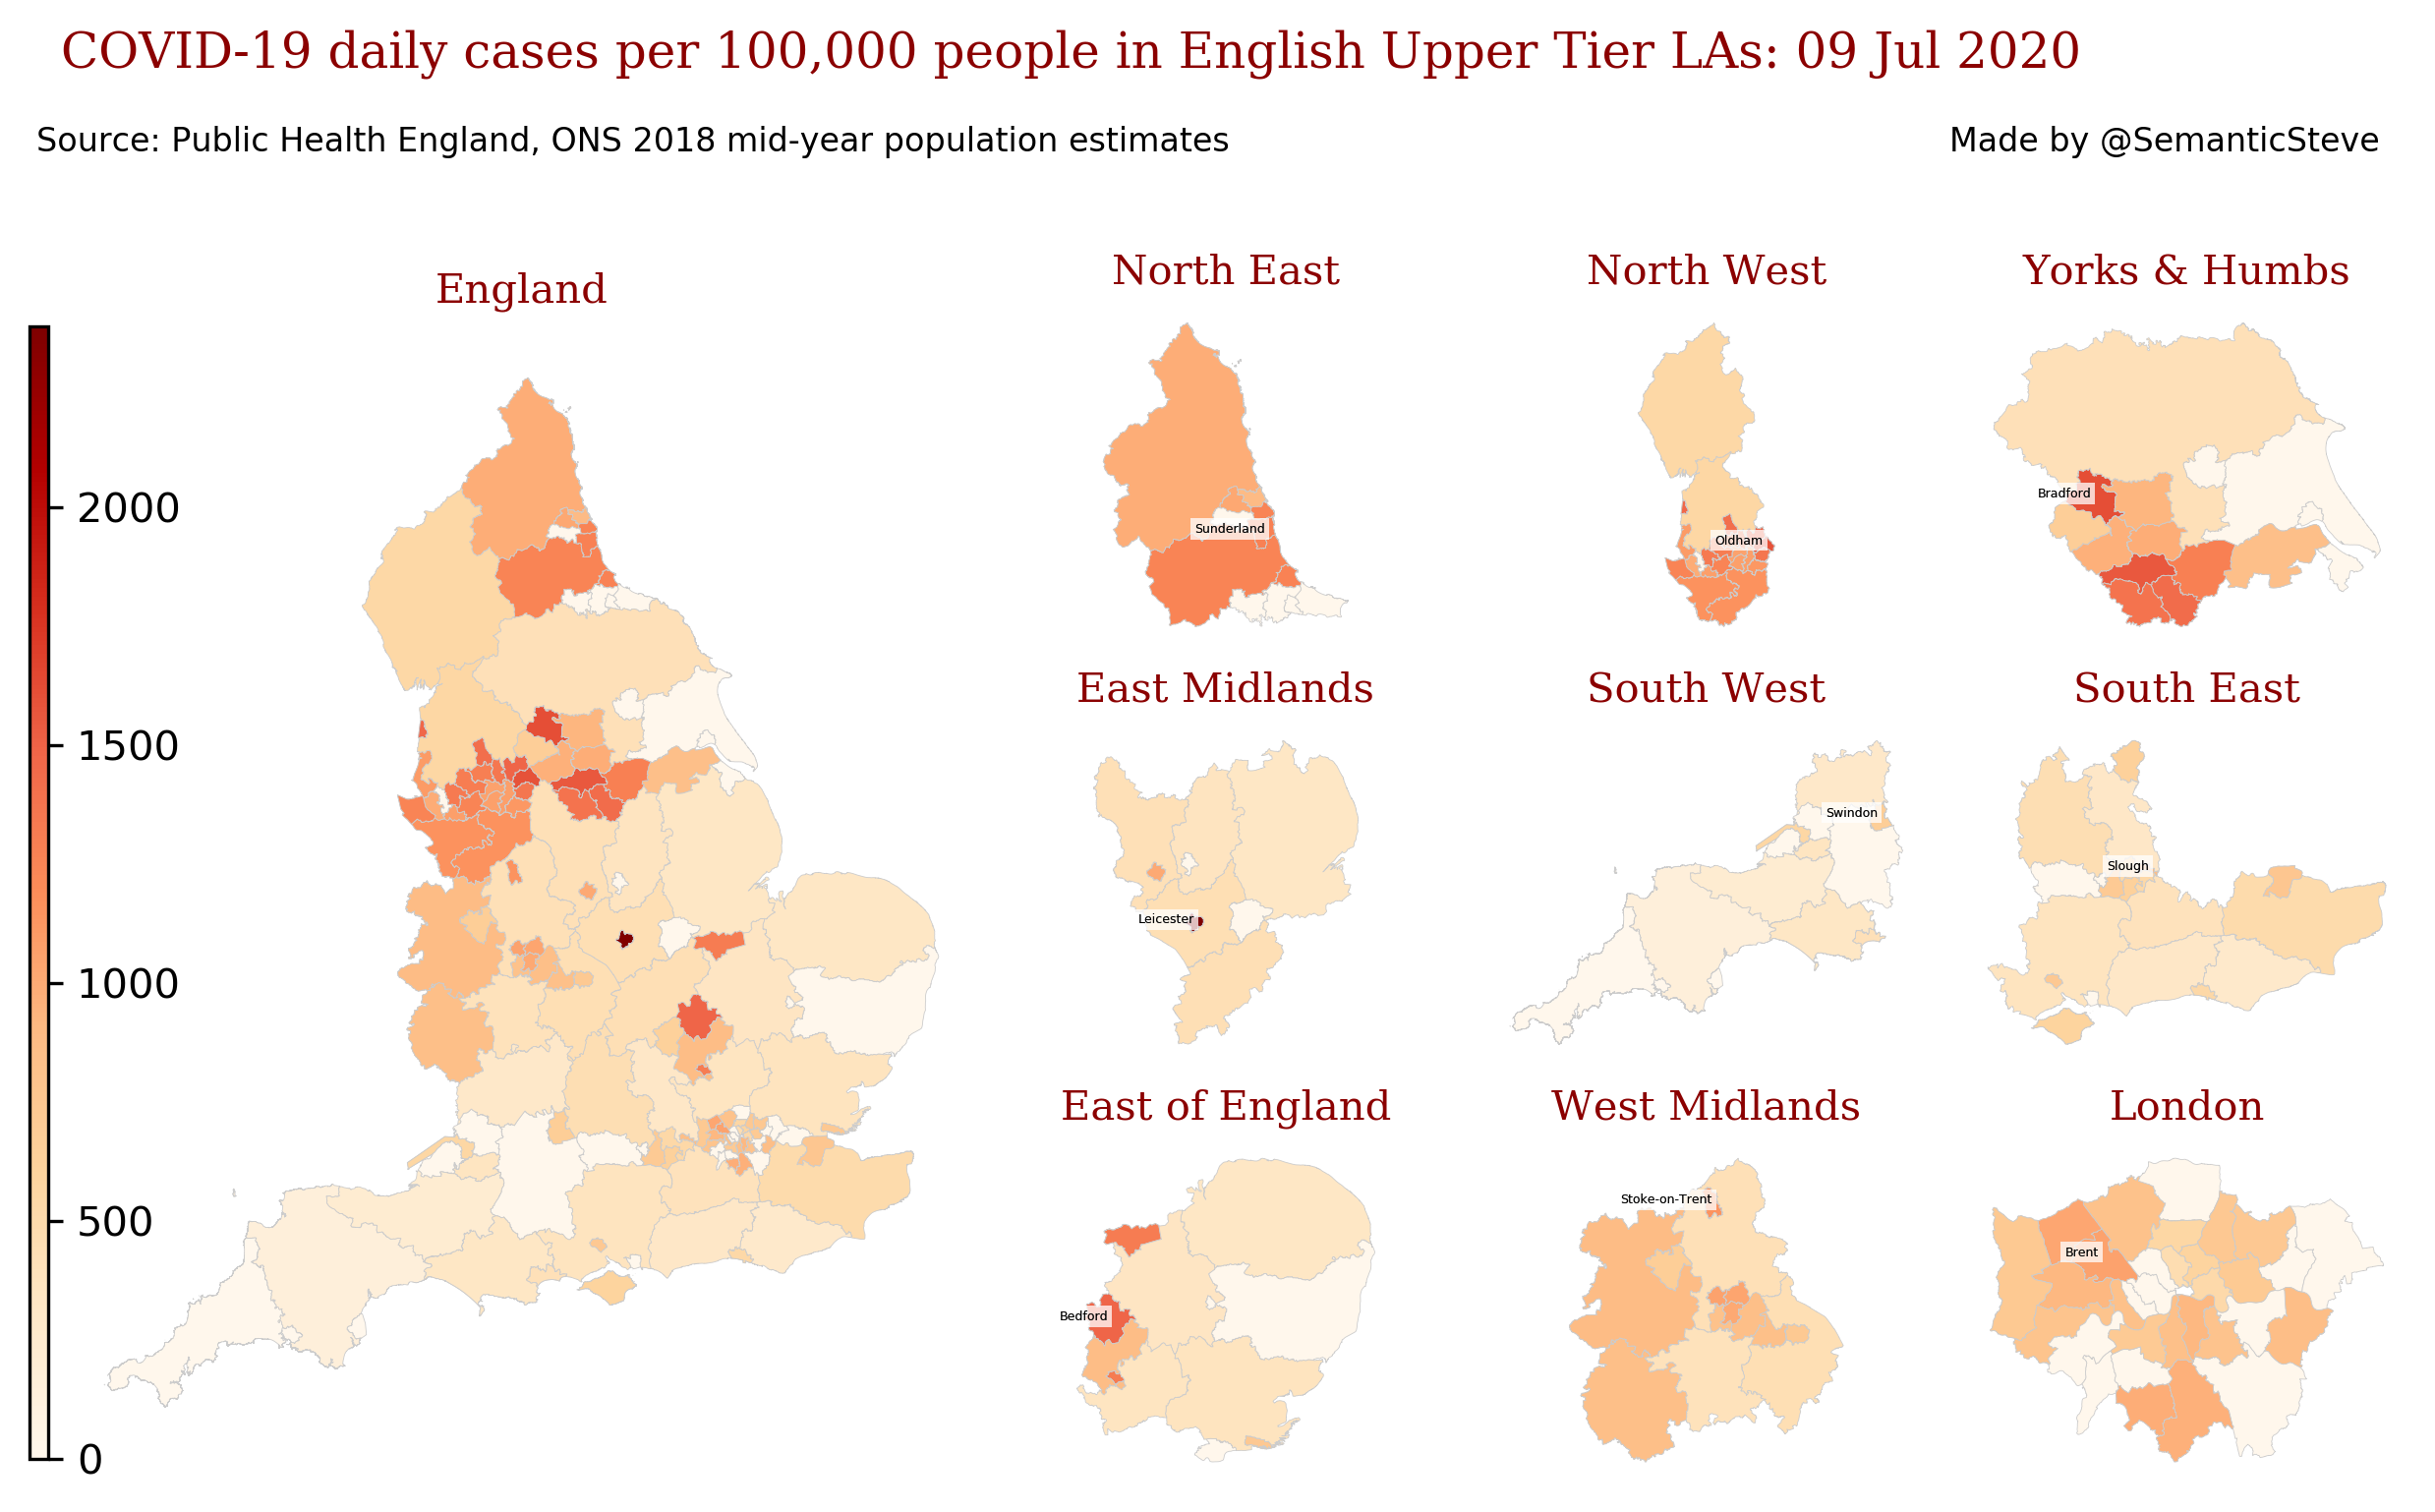 COVID-19 daily cases per 100,000 people in English Upper Tier LAs: 09 Jul 2020
Source: Public Health England, ONS 2018 mid-year population estimates
Made by @SemanticSteve
England
2000
1500
1000
500
0
North East
Sunderland
North West
Oldham
Yorks & Humbs
Bradford
East Midlands
Leicester
South West
Swindon
South East
Slough
East of England
Bedford
West Midlands
Stoke-on-Trent
London
Brent